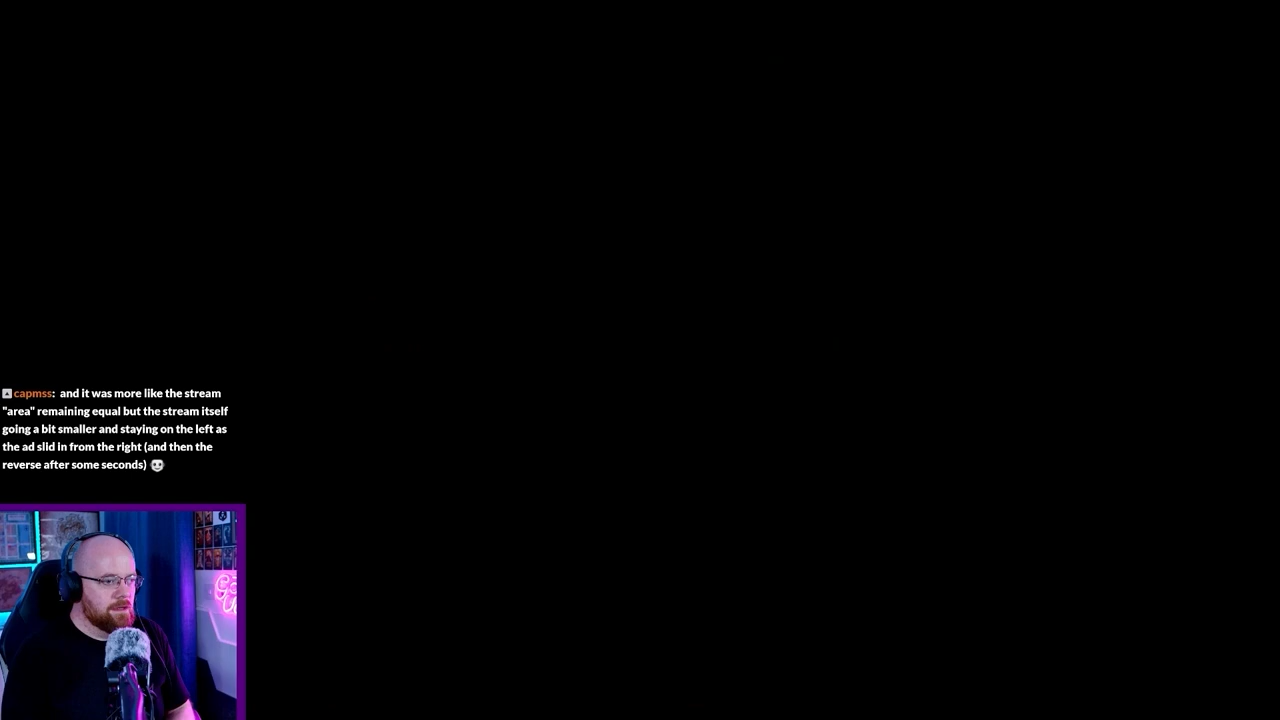 capmss: and it was more like the stream
"area" remaining equal but the stream itself
going a bit smaller and staying on the left as
the ad slid in from the right (and then the
reverse after some seconds)